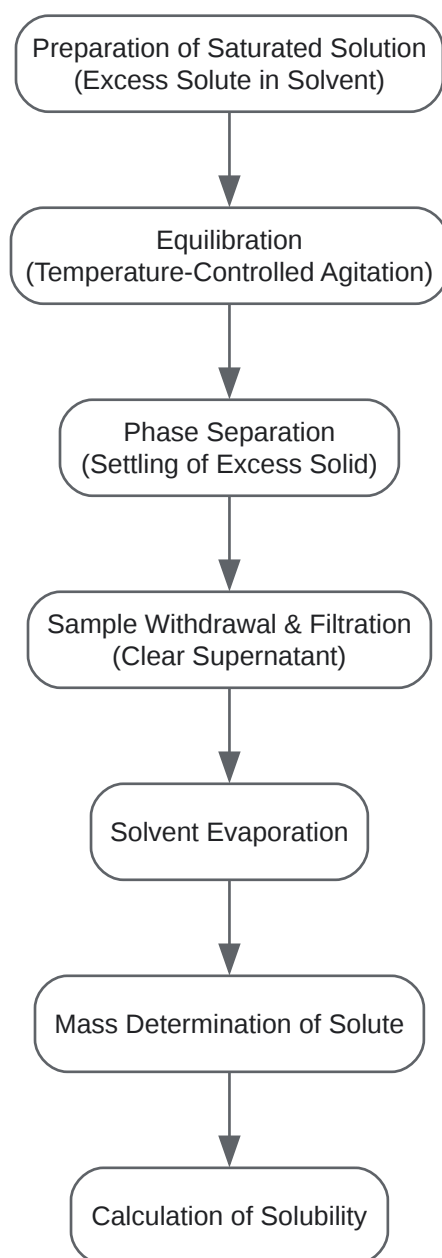 Preparation of Saturated Solution
(Excess Solute in Solvent)
Equilibration
(Temperature-Controlled Agitation)
Phase Separation
(Settling of Excess Solid)
Sample Withdrawal & Filtration
(Clear Supernatant)
Solvent Evaporation
Mass Determination of Solute
Calculation of Solubility